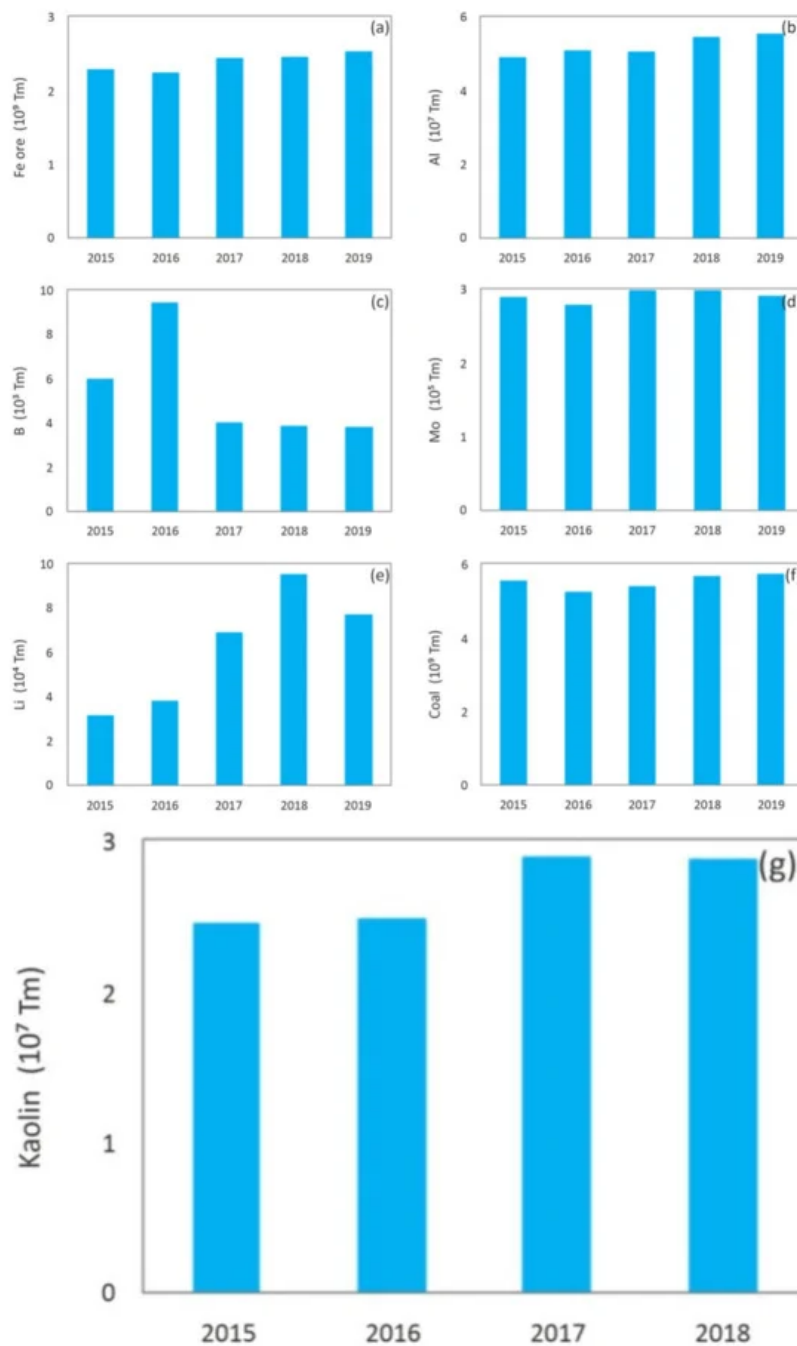 (a)
Fe ore (10⁹ Tm)
3
2
1
0
2015 2016 2017 2018 2019
(b
Al (10⁷ Tm)
6
4
2
0
2015 2016 2017 2018 2019
(c)
B (10³ Tm)
10
8
6
4
2
0
2015 2016 2017 2018 2019
(d
Mo (10⁵ Tm)
3
2
1
0
2015 2016 2017 2018 2019
(e)
Li (10⁴ Tm)
10
8
6
4
2
0
2015 2016 2017 2018 2019
(f
Coal (10⁹ Tm)
6
4
2
0
2015 2016 2017 2018 2019
(g)
Kaolin (10⁷ Tm)
3
2
1
0
2015 2016 2017 2018